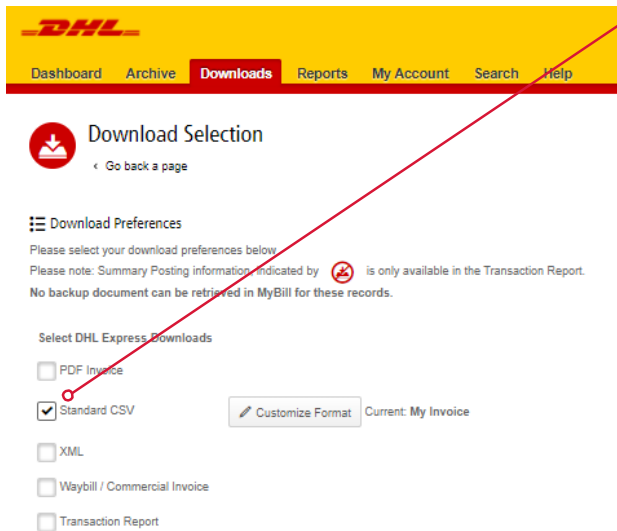 DHL
Dashboard Archive Downloads Reports My Account Search Help
Download Selection
‹ Go back a page
Download Preferences
Please select your download preferences below.
Please note: Summary Posting information, indicated by is only available in the Transaction Report.
No backup document can be retrieved in MyBill for these records.
Select DHL Express Downloads
PDF Invoice
Standard CSV Customize Format Current: My Invoice
XML
Waybill / Commercial Invoice
Transaction Report